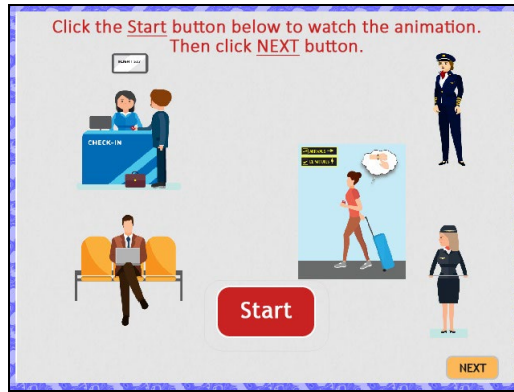 Click the Start button below to watch the animation.
Then click NEXT button.
CHECK-IN
Start
NEXT